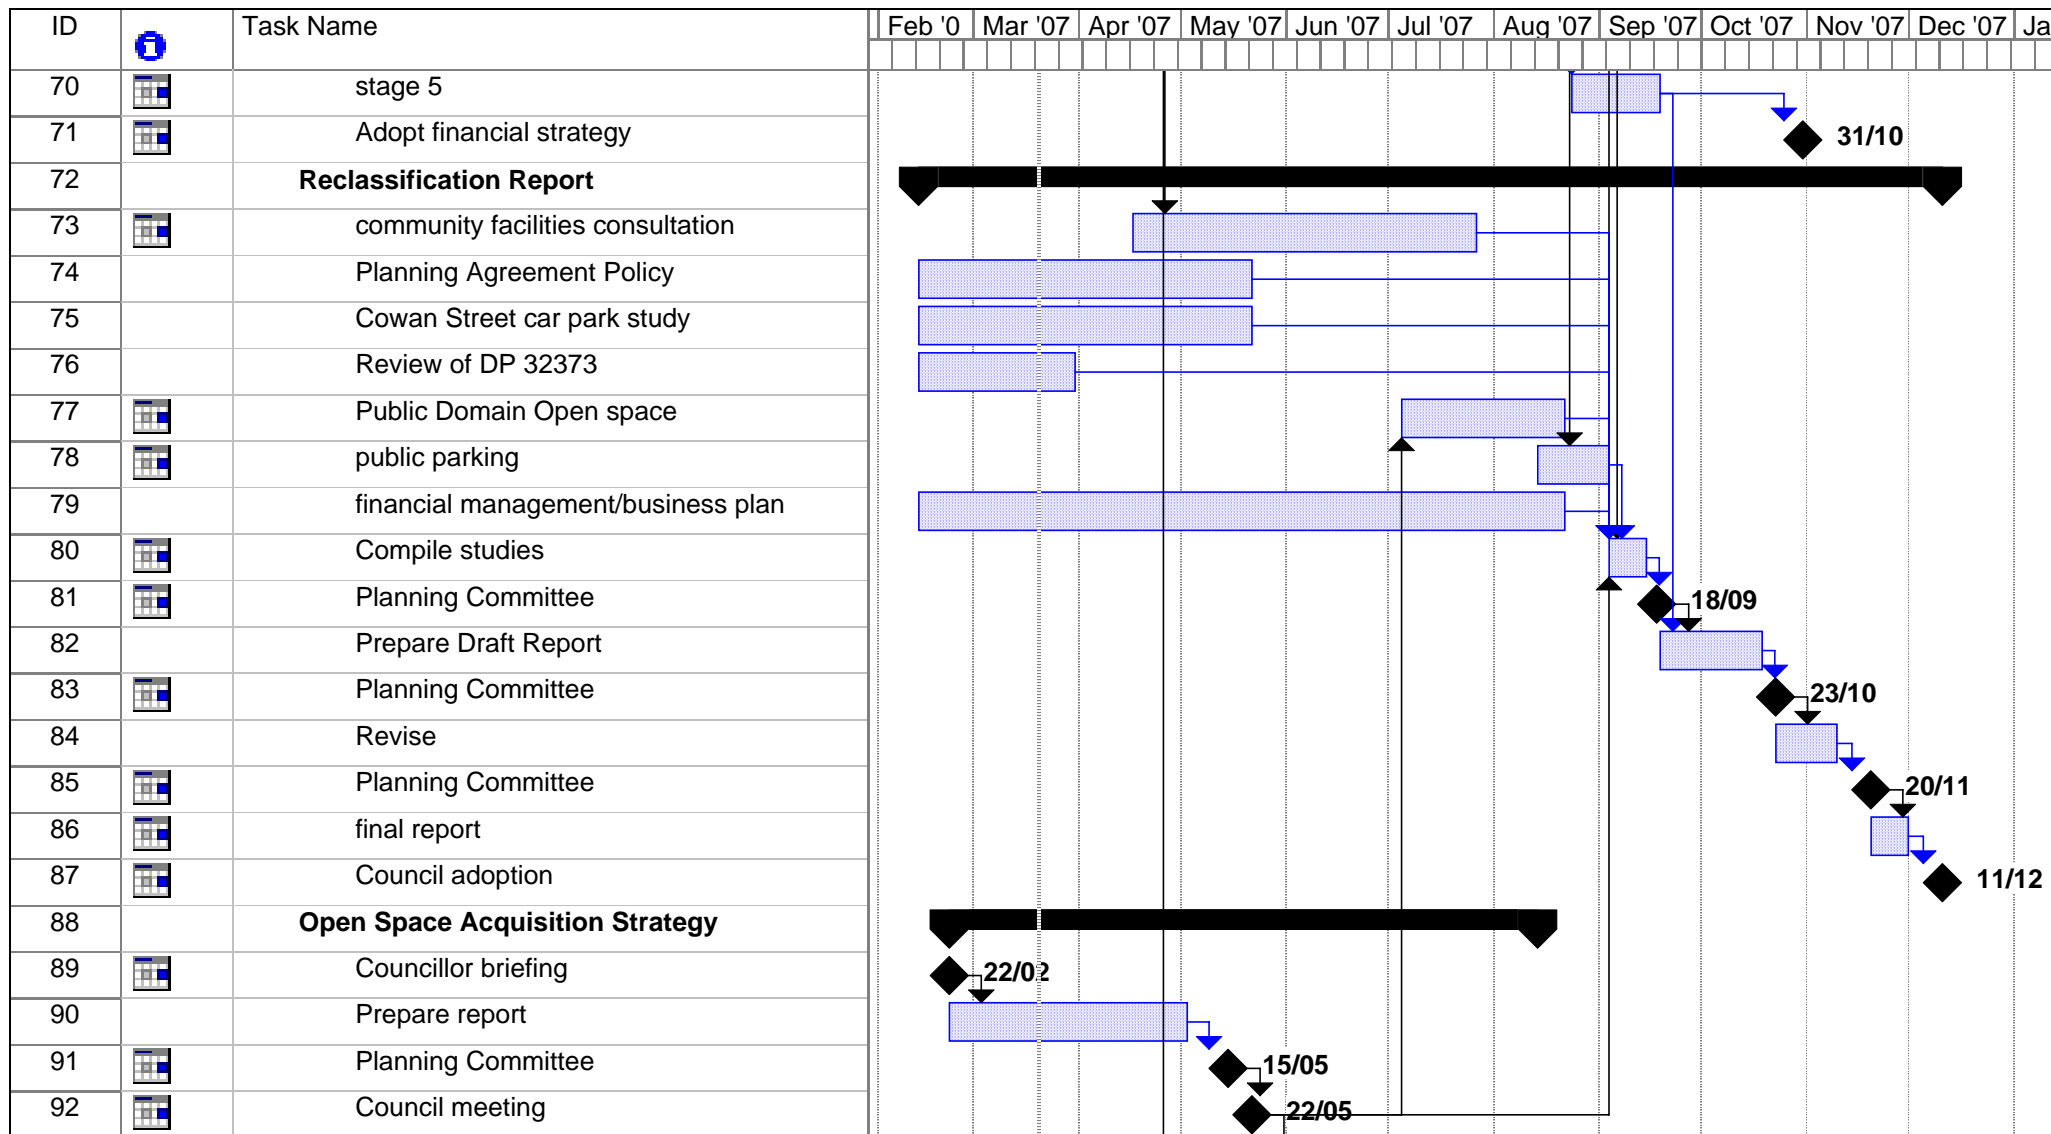 ID Task Name Feb '0 Mar '07 Apr '07 May '07 Jun '07 Jul '07 Aug '07 Sep '07 Oct '07 Nov '07 Dec '07 Ja
70 stage 5
71 Adopt financial strategy 31/10
72 Reclassification Report
73 community facilities consultation
74 Planning Agreement Policy
75 Cowan Street car park study
76 Review of DP 32373
77 Public Domain Open space
78 public parking
79 financial management/business plan
80 Compile studies
81 Planning Committee 18/09
82 Prepare Draft Report
83 Planning Committee 23/10
84 Revise
85 Planning Committee 20/11
86 final report
87 Council adoption 11/12
88 Open Space Acquisition Strategy
89 Councillor briefing 22/02
90 Prepare report
91 Planning Committee 15/05
92 Council meeting 22/05